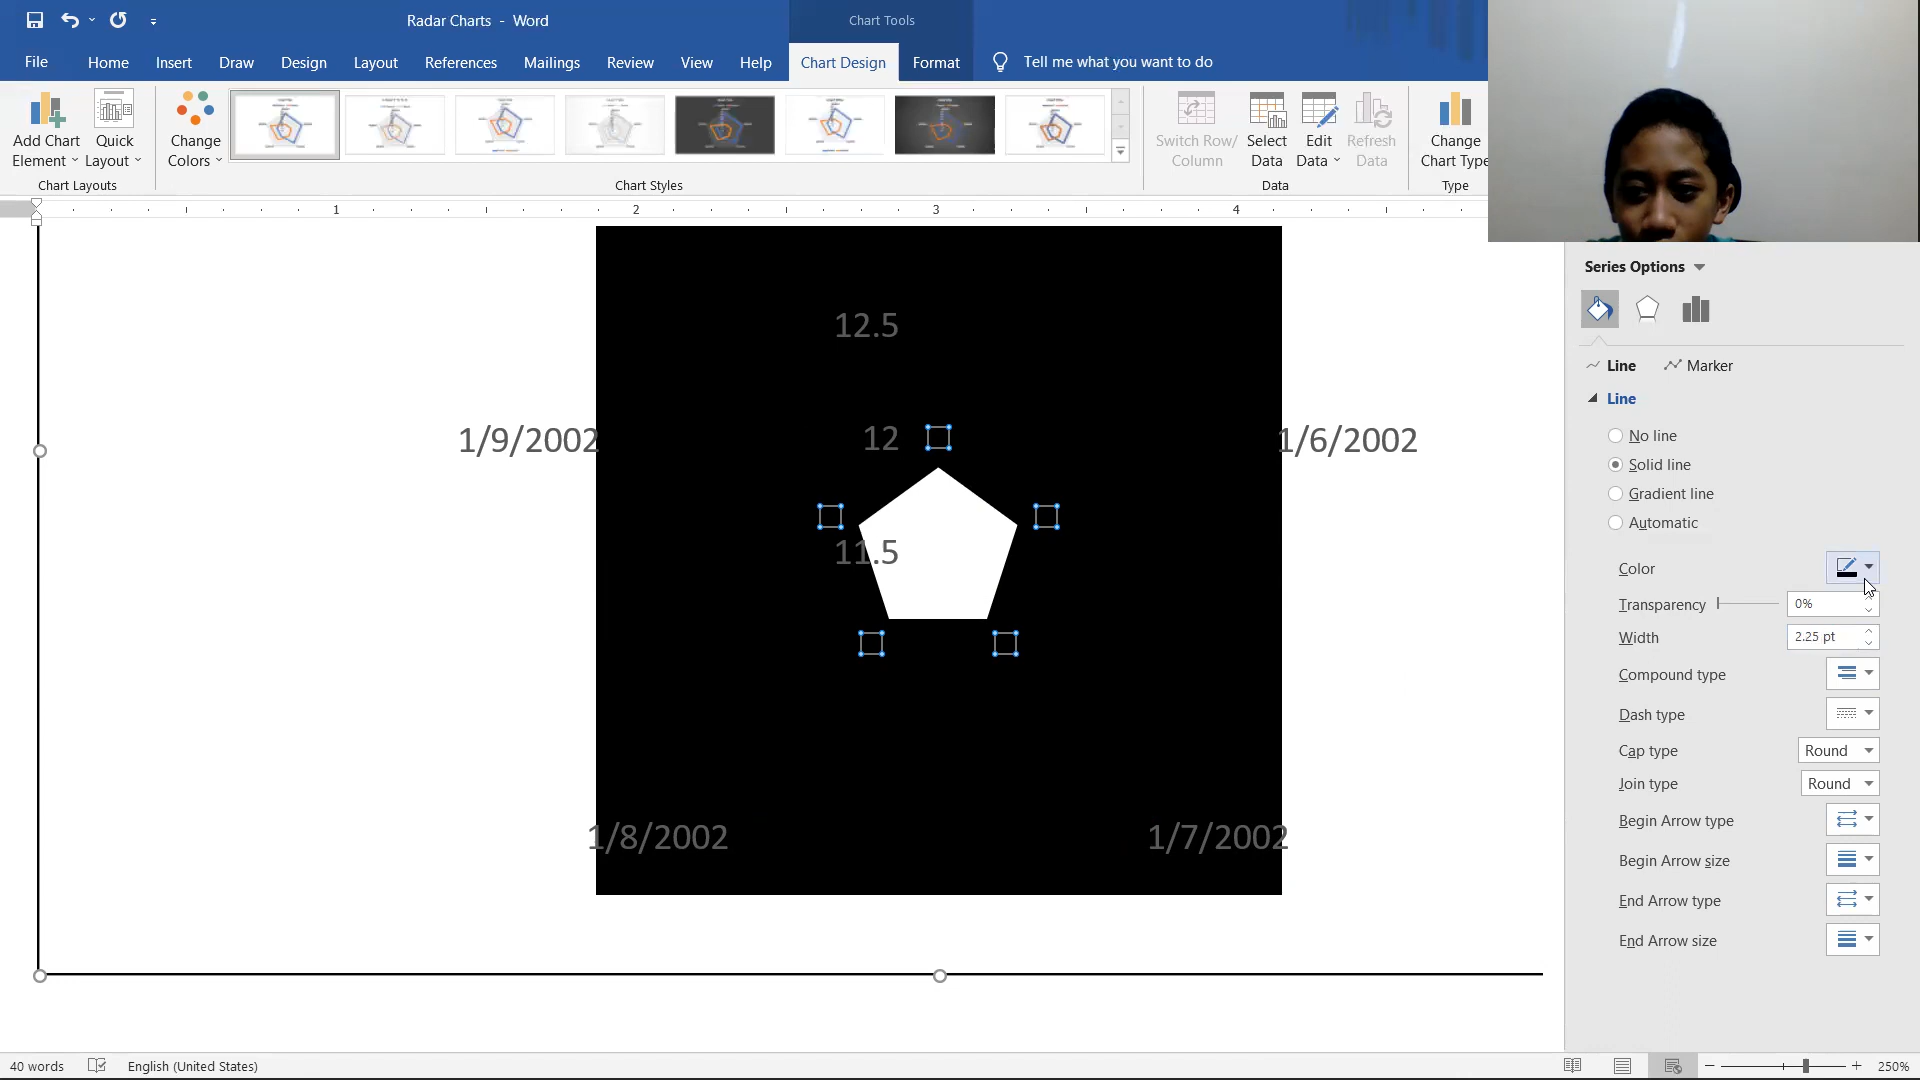 Radar Charts - Word
Chart Tools
File
Home
Insert
Draw
Design
Layout
References
Mailings
Review
View
Help
Chart Design
Format
Tell me what you want to do
Add Chart Element
Quick Layout
Change Colors
Switch Row/ Column
Select Data
Edit Data
Refresh Data
Change Chart Type
Chart Layouts
Chart Styles
Data
Type
1
2
3
4
12.5
1/9/2002
12
1/6/2002
11.5
1/8/2002
1/7/2002
Series Options
Line
Marker
Line
No line
Solid line
Gradient line
Automatic
Color
Transparency
0%
Width
2.25 pt
Compound type
Dash type
Cap type
Round
Join type
Round
Begin Arrow type
Begin Arrow size
End Arrow type
End Arrow size
40 words
English (United States)
250%